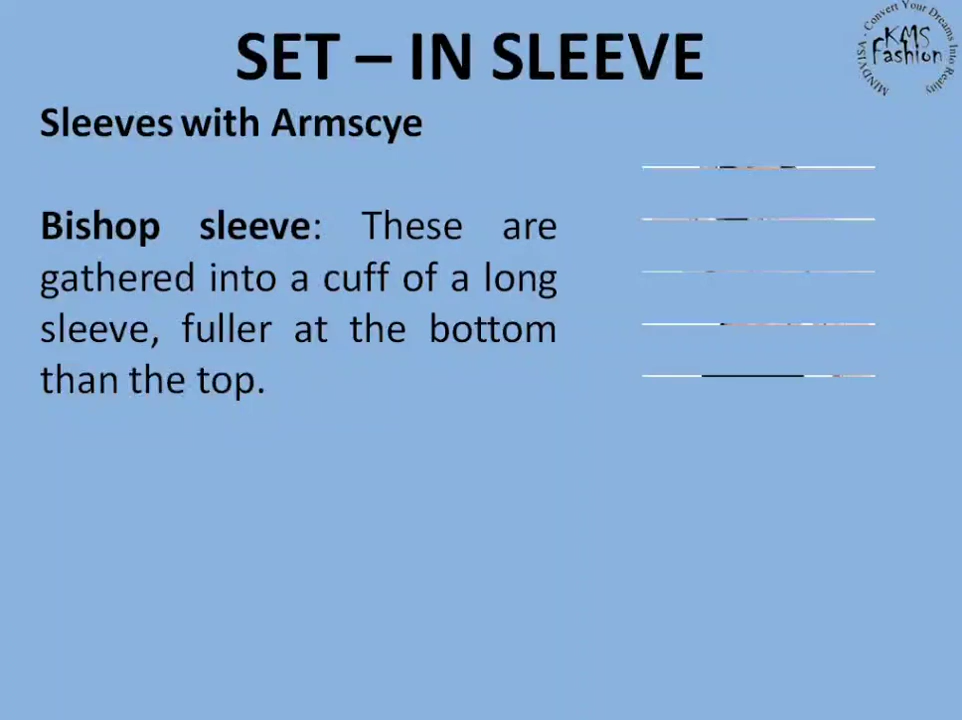 SET – IN SLEEVE
MINDVISA - Convert Your Dreams Into Reality
KMS
Fashion
Sleeves with Armscye
Bishop sleeve: These are
gathered into a cuff of a long
sleeve, fuller at the bottom
than the top.